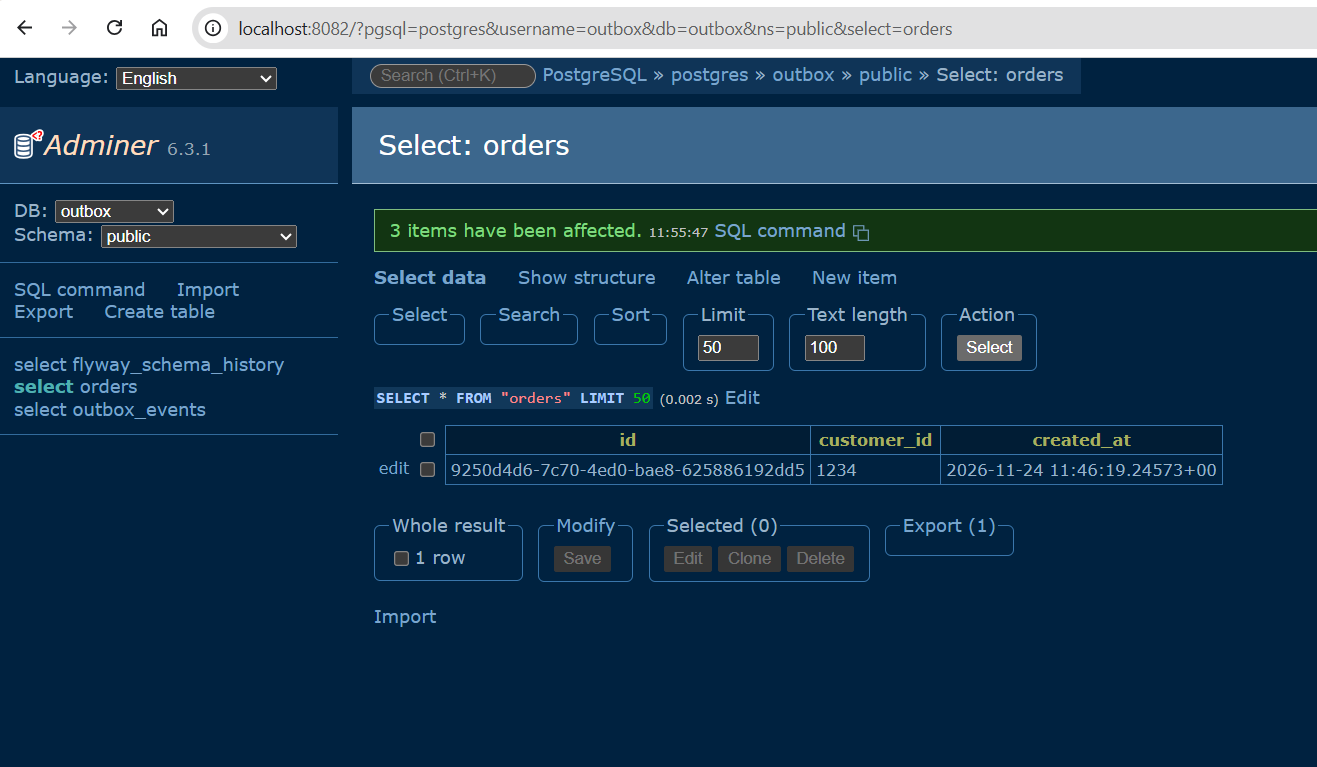 localhost:8082/?pgsql=postgres&username=outbox&db=outbox&ns=public&select=orders
Language: English
Search (Ctrl+K) PostgreSQL » postgres » outbox » public » Select: orders
Adminer 6.3.1
Select: orders
DB: outbox
Schema: public
3 items have been affected. 11:55:47 SQL command
SQL command Import
Export Create table
select flyway_schema_history
select orders
select outbox_events
Select data Show structure Alter table New item
Select Search Sort Limit Text length Action
50 100 Select
SELECT * FROM "orders" LIMIT 50 (0.002 s) Edit
id customer_id created_at
edit 9250d4d6-7c70-4ed0-bae8-625886192dd5 1234 2026-11-24 11:46:19.24573+00
Whole result Modify Selected (0) Export (1)
1 row Save Edit Clone Delete
Import